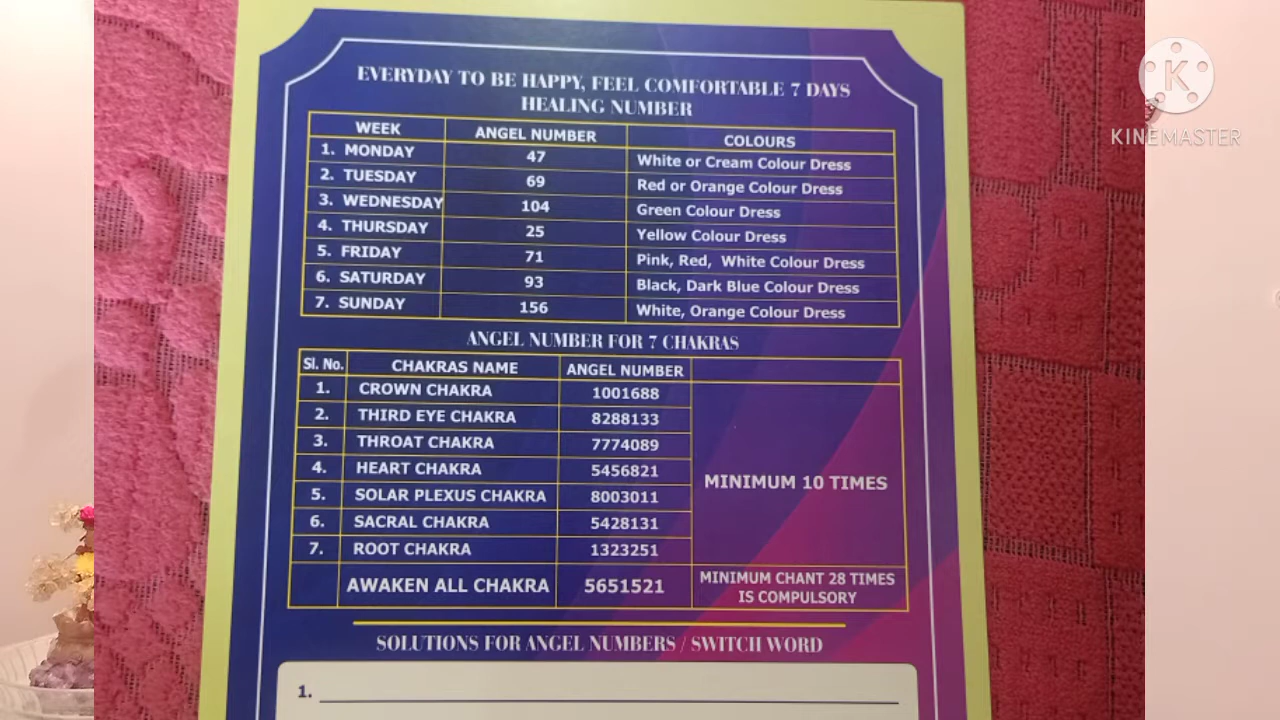 EVERYDAY TO BE HAPPY, FEEL COMFORTABLE 7 DAYS
HEALING NUMBER
WEEK ANGEL NUMBER COLOURS
1. MONDAY 47 White or Cream Colour Dress
2. TUESDAY 69 Red or Orange Colour Dress
3. WEDNESDAY 104 Green Colour Dress
4. THURSDAY 25 Yellow Colour Dress
5. FRIDAY 71 Pink, Red, White Colour Dress
6. SATURDAY 93 Black, Dark Blue Colour Dress
7. SUNDAY 156 White, Orange Colour Dress
ANGEL NUMBER FOR 7 CHAKRAS
Sl. No. CHAKRAS NAME ANGEL NUMBER
1. CROWN CHAKRA 1001688
2. THIRD EYE CHAKRA 8288133
3. THROAT CHAKRA 7774089
4. HEART CHAKRA 5456821
5. SOLAR PLEXUS CHAKRA 8003011
6. SACRAL CHAKRA 5428131
7. ROOT CHAKRA 1323251
MINIMUM 10 TIMES
AWAKEN ALL CHAKRA 5651521 MINIMUM CHANT 28 TIMES
IS COMPULSORY
SOLUTIONS FOR ANGEL NUMBERS / SWITCH WORD
1.
K
KINEMASTER